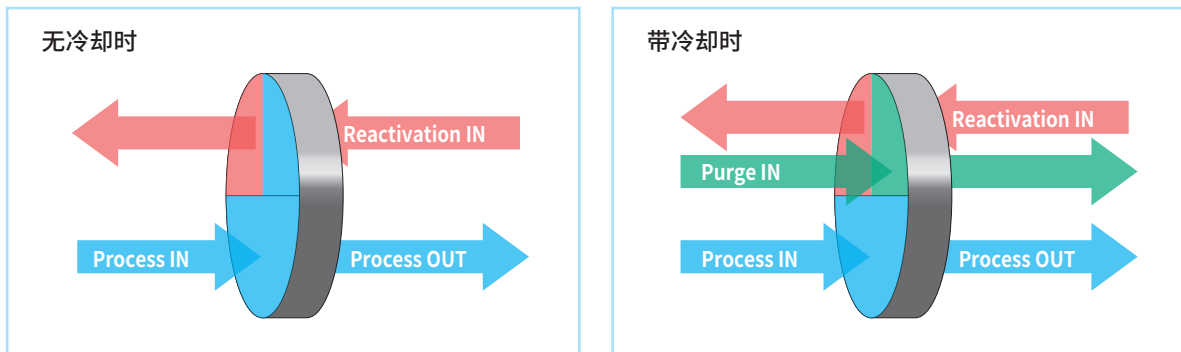 无冷却时
Reactivation IN
Process IN
Process OUT
带冷却时
Reactivation IN
Purge IN
Process IN
Process OUT